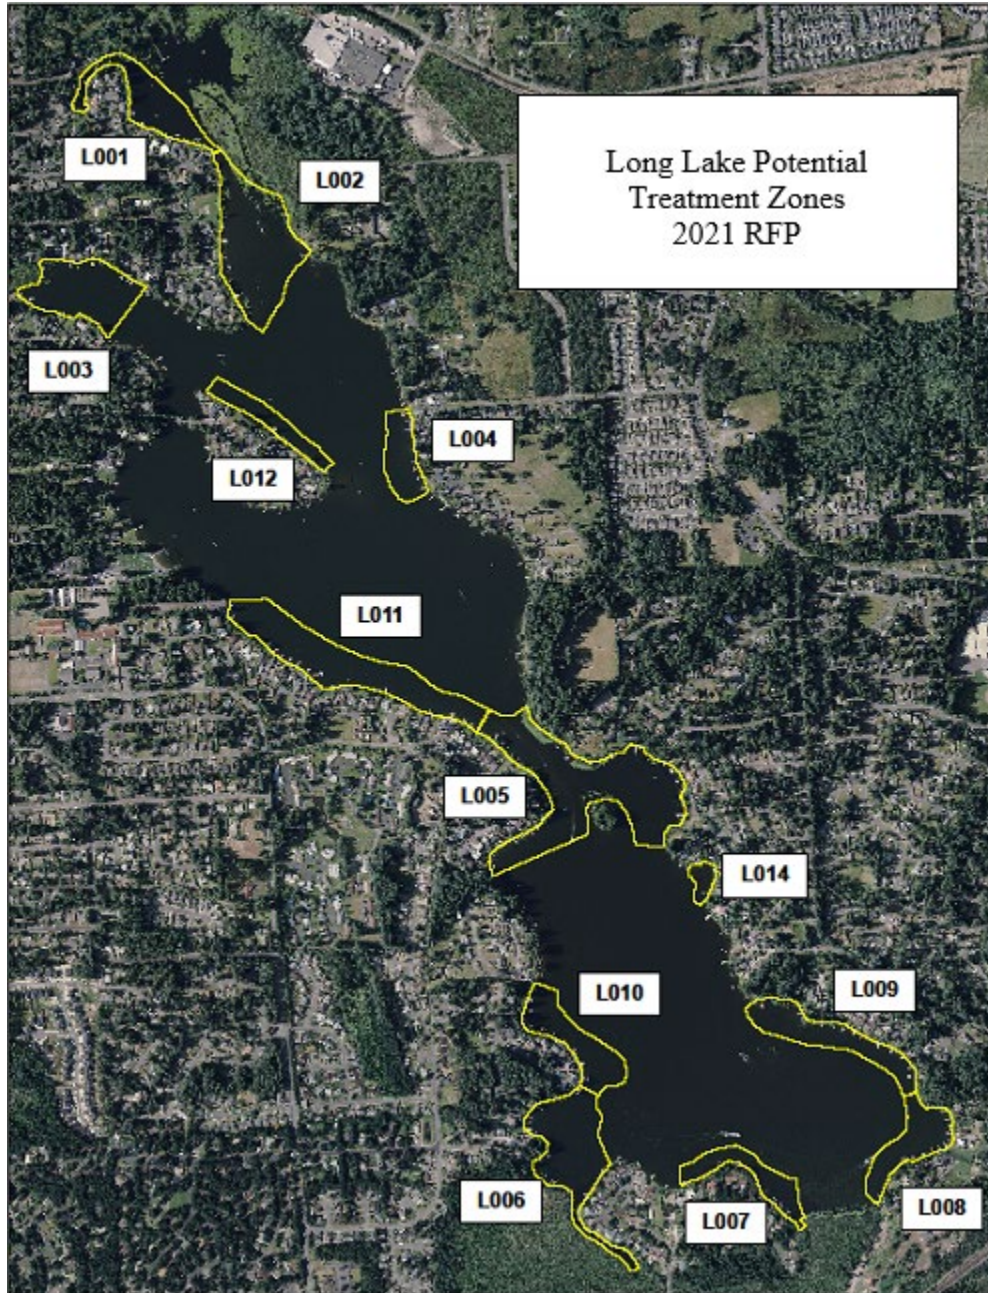 Long Lake Potential
Treatment Zones
2021 RFP
L001
L002
L003
L004
L012
L011
L005
L014
L010
L009
L006
L007
L008